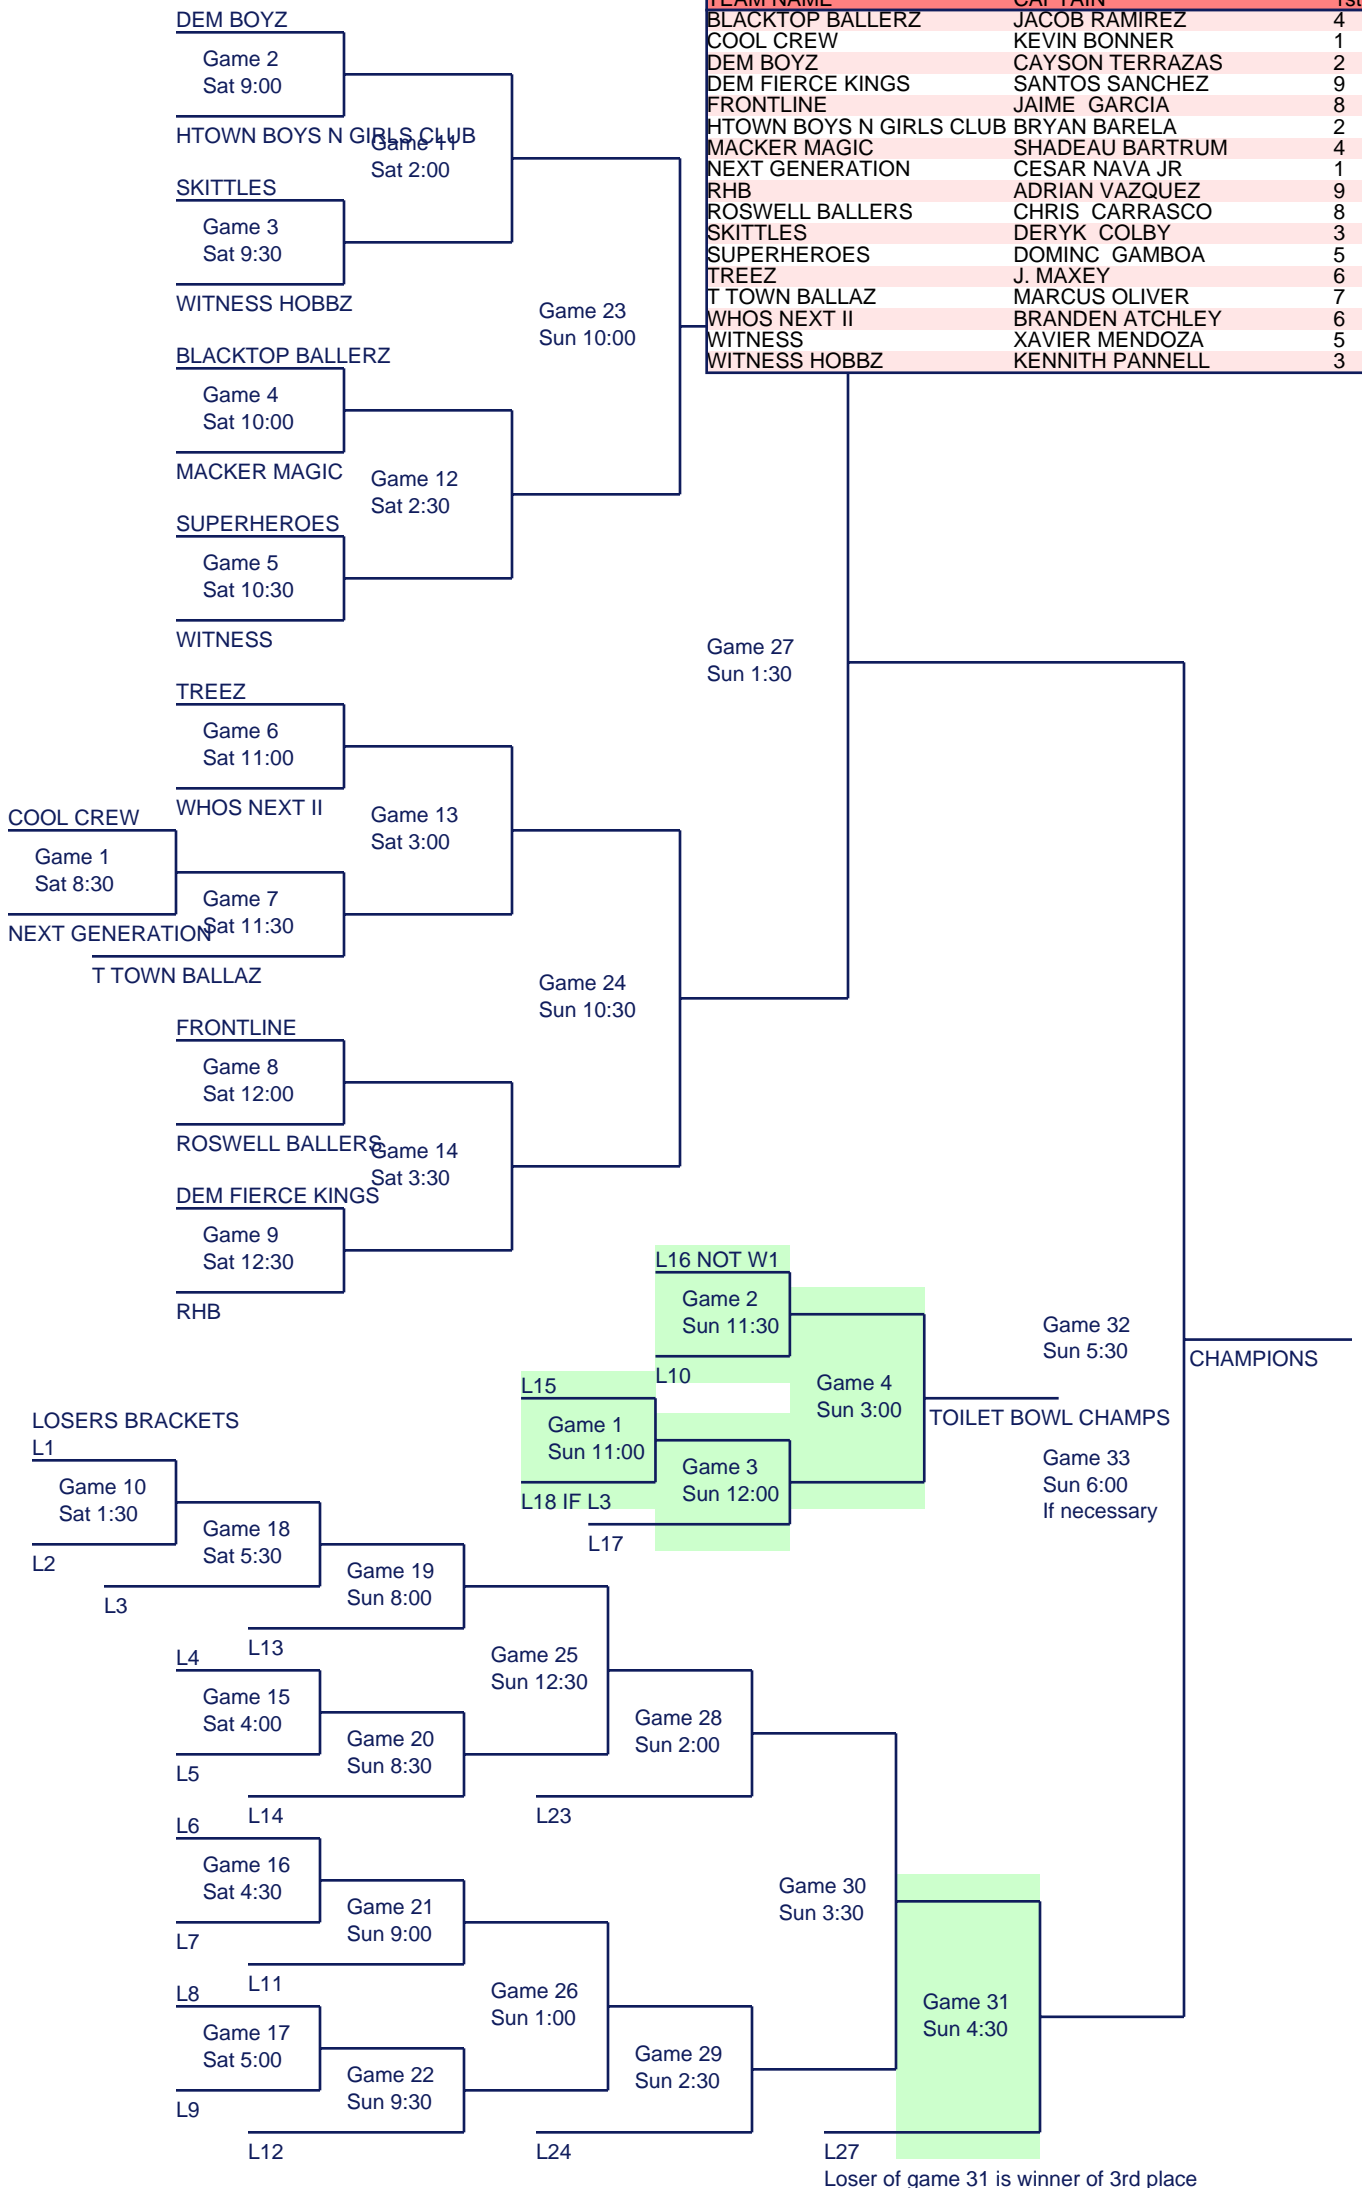 TEAM NAME CAPTAIN 1st
BLACKTOP BALLERZ JACOB RAMIREZ 4
COOL CREW KEVIN BONNER 1
DEM BOYZ CAYSON TERRAZAS 2
DEM FIERCE KINGS SANTOS SANCHEZ 9
FRONTLINE JAIME GARCIA 8
HTOWN BOYS N GIRLS CLUB BRYAN BARELA 2
MACKER MAGIC SHADEAU BARTRUM 4
NEXT GENERATION CESAR NAVA JR 1
RHB ADRIAN VAZQUEZ 9
ROSWELL BALLERS CHRIS CARRASCO 8
SKITTLES DERYK COLBY 3
SUPERHEROES DOMINC GAMBOA 5
TREEZ J. MAXEY 6
T TOWN BALLAZ MARCUS OLIVER 7
WHOS NEXT II BRANDEN ATCHLEY 6
WITNESS XAVIER MENDOZA 5
WITNESS HOBBZ KENNITH PANNELL 3
DEM BOYZ
Game 2
Sat 9:00
HTOWN BOYS N GIRLS CLUB
Game 11
Sat 2:00
SKITTLES
Game 3
Sat 9:30
WITNESS HOBBZ
Game 23
Sun 10:00
BLACKTOP BALLERZ
Game 4
Sat 10:00
MACKER MAGIC
Game 12
Sat 2:30
SUPERHEROES
Game 5
Sat 10:30
WITNESS
Game 27
Sun 1:30
TREEZ
Game 6
Sat 11:00
WHOS NEXT II
Game 13
Sat 3:00
COOL CREW
Game 1
Sat 8:30
NEXT GENERATION
Game 7
Sat 11:30
T TOWN BALLAZ
Game 24
Sun 10:30
FRONTLINE
Game 8
Sat 12:00
ROSWELL BALLERS
Game 14
Sat 3:30
DEM FIERCE KINGS
Game 9
Sat 12:30
RHB
L16 NOT W1
Game 2
Sun 11:30
L10
L15
Game 1
Sun 11:00
L18 IF L3
Game 3
Sun 12:00
L17
Game 4
Sun 3:00
TOILET BOWL CHAMPS
Game 32
Sun 5:30
CHAMPIONS
Game 33
Sun 6:00
If necessary
LOSERS BRACKETS
L1
Game 10
Sat 1:30
L2
Game 18
Sat 5:30
L3
Game 19
Sun 8:00
L13
L4
Game 15
Sat 4:00
L5
Game 20
Sun 8:30
L14
Game 25
Sun 12:30
Game 28
Sun 2:00
L23
L6
Game 16
Sat 4:30
L7
Game 21
Sun 9:00
L11
L8
Game 17
Sat 5:00
L9
Game 22
Sun 9:30
L12
Game 26
Sun 1:00
Game 29
Sun 2:30
L24
Game 30
Sun 3:30
Game 31
Sun 4:30
L27
Loser of game 31 is winner of 3rd place